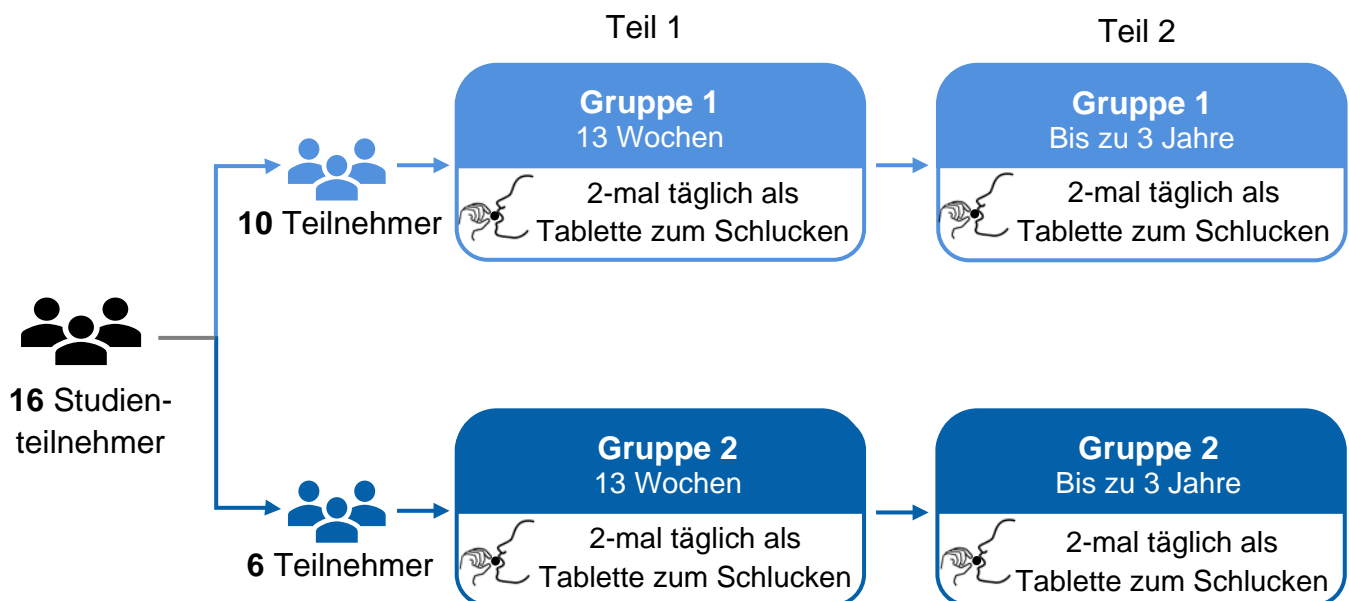 Teil 1
Teil 2
Gruppe 1
13 Wochen
2-mal täglich als
Tablette zum Schlucken
Gruppe 1
Bis zu 3 Jahre
2-mal täglich als
Tablette zum Schlucken
10 Teilnehmer
16 Studien-
teilnehmer
Gruppe 2
13 Wochen
2-mal täglich als
Tablette zum Schlucken
Gruppe 2
Bis zu 3 Jahre
2-mal täglich als
Tablette zum Schlucken
6 Teilnehmer